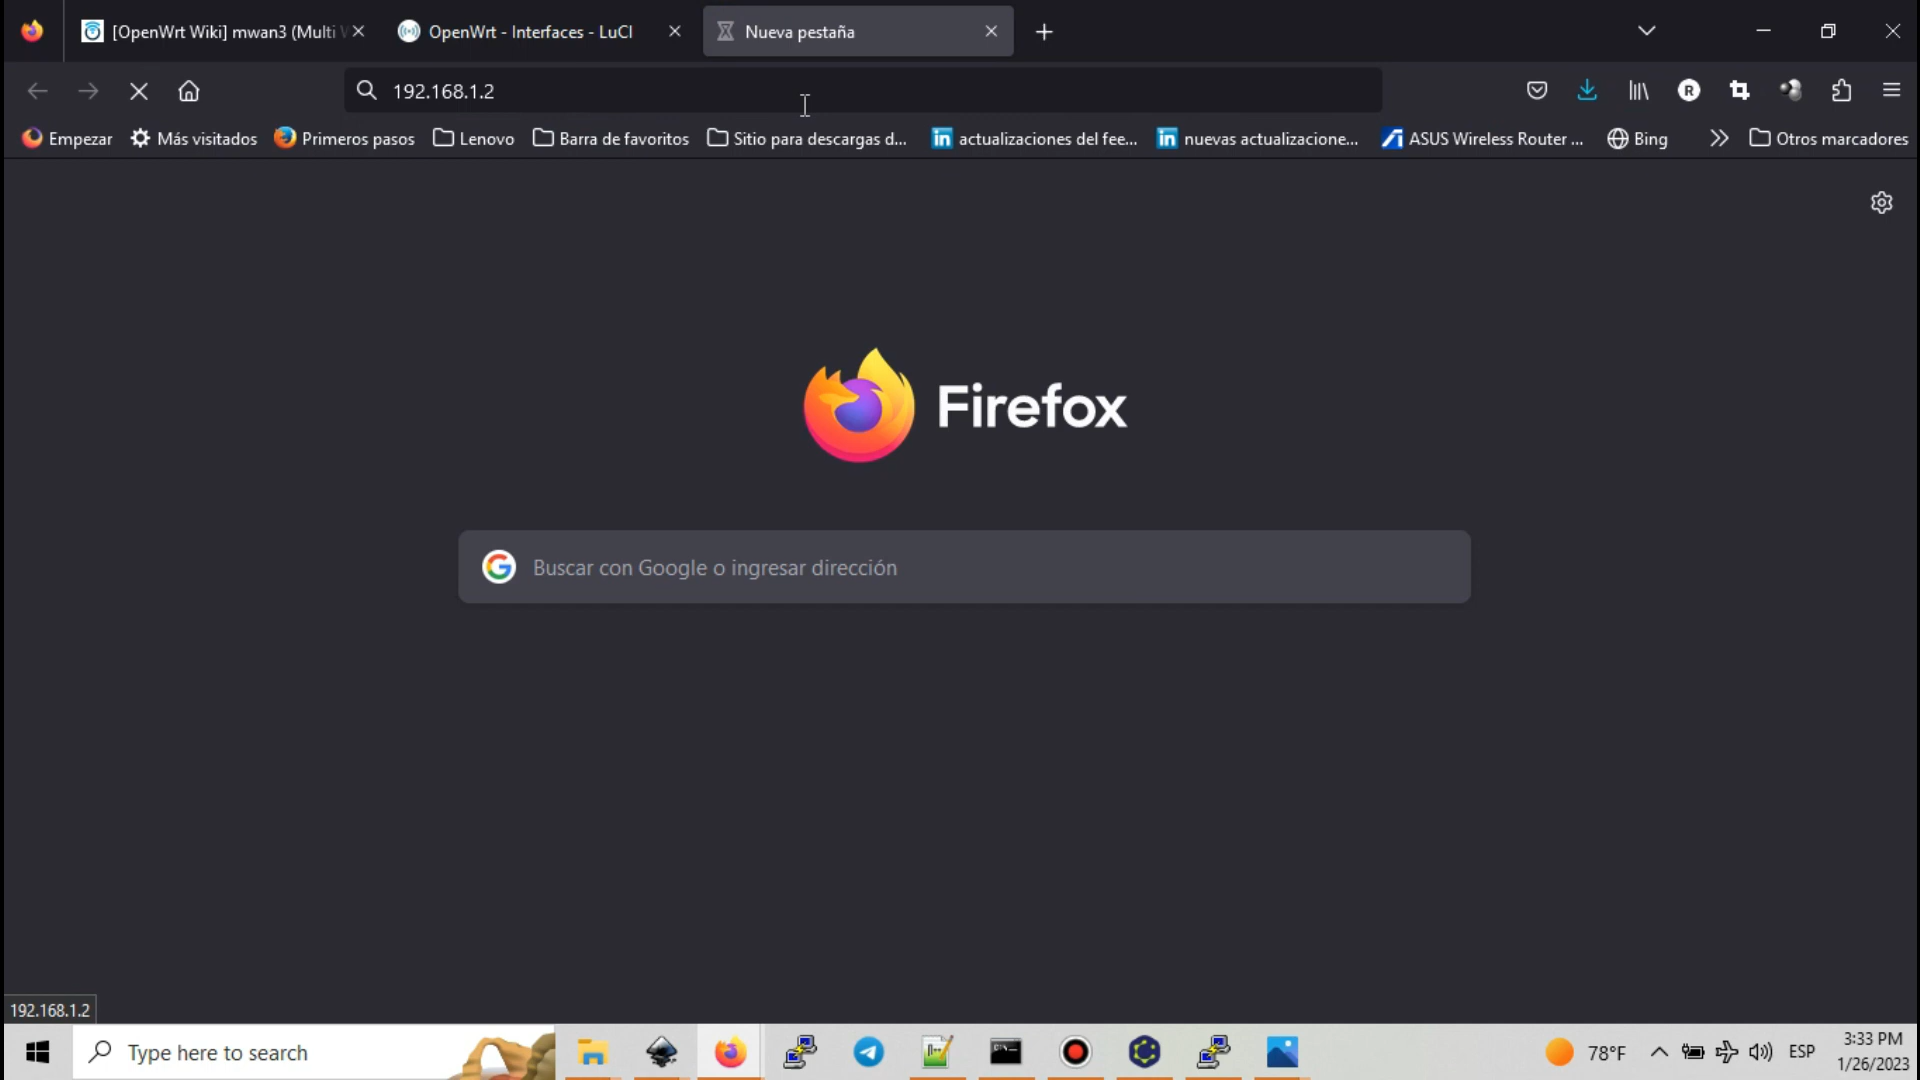 [OpenWrt Wiki] mwan3 (Multi
OpenWrt - Interfaces - LuCI
Nueva pestaña
192.168.1.2
R
Empezar
Más visitados
Primeros pasos
Lenovo
Barra de favoritos
Sitio para descargas d...
in
actualizaciones del fee...
in
nuevas actualizacione...
ASUS Wireless Router ...
Bing
Otros marcadores
Firefox
Buscar con Google o ingresar dirección
192.168.1.2
Type here to search
78°F
ESP
3:33 PM
1/26/2023